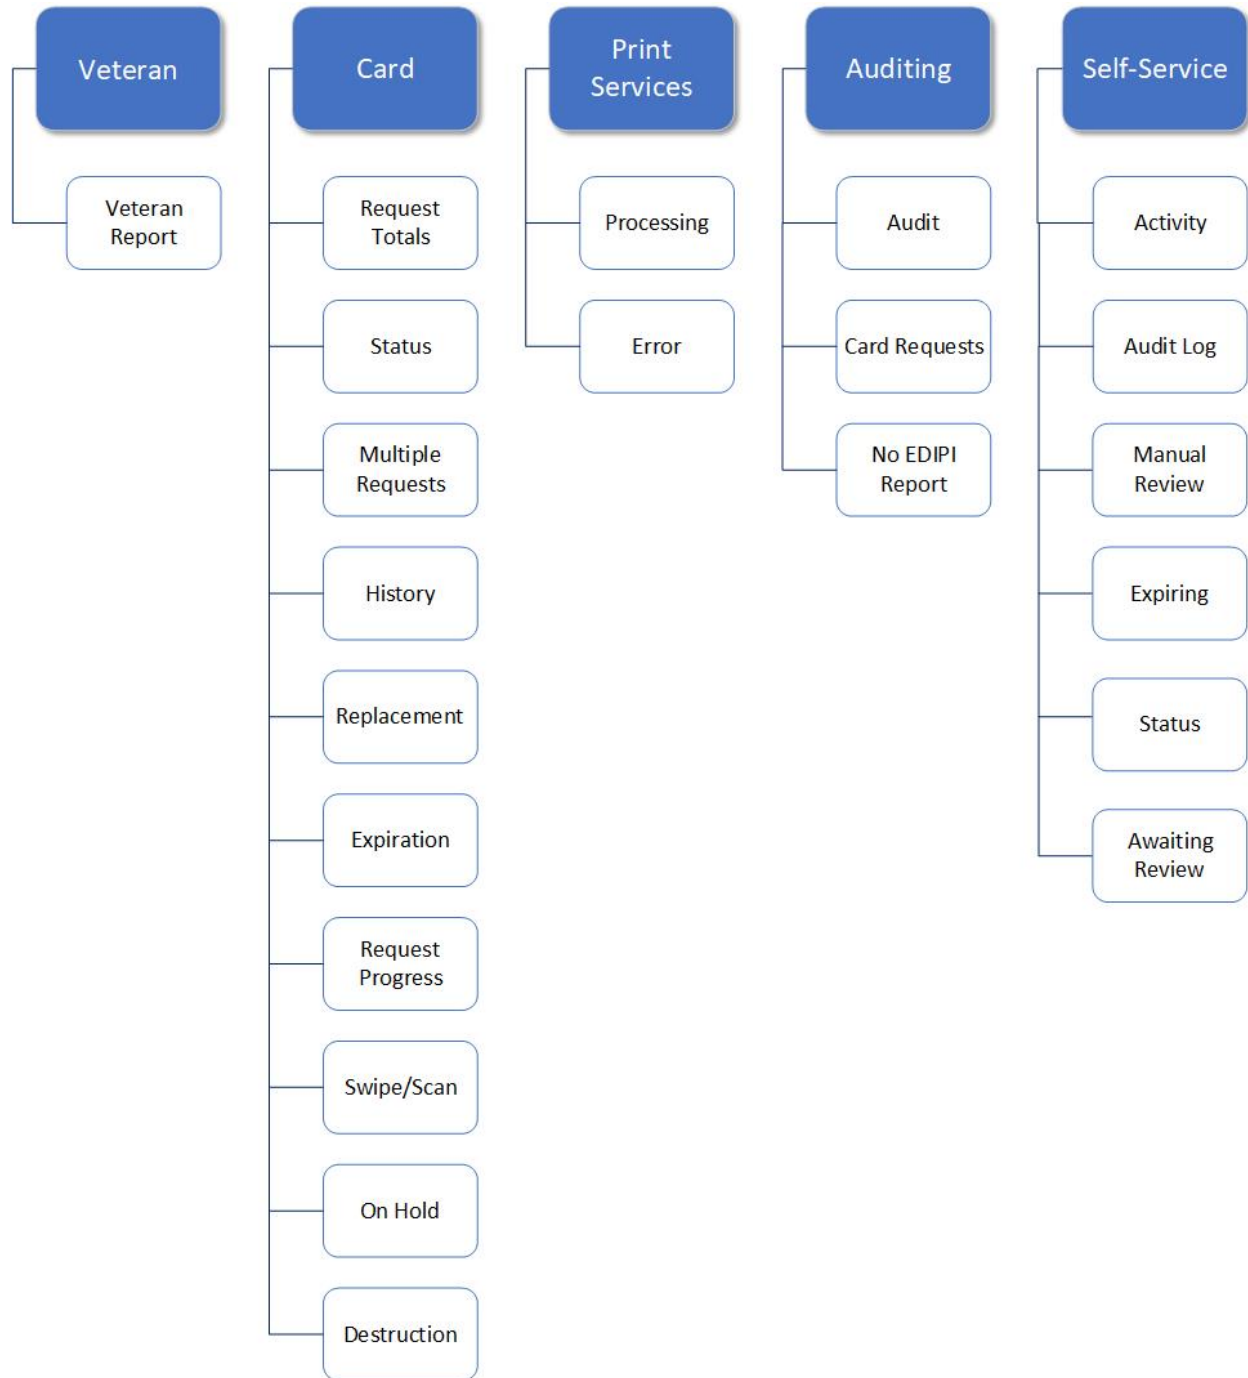 Veteran
Veteran
Report
Card
Request
Totals
Status
Multiple
Requests
History
Replacement
Expiration
Request
Progress
Swipe/Scan
On Hold
Destruction
Print
Services
Processing
Error
Auditing
Audit
Card Requests
No EDIPI
Report
Self-Service
Activity
Audit Log
Manual
Review
Expiring
Status
Awaiting
Review